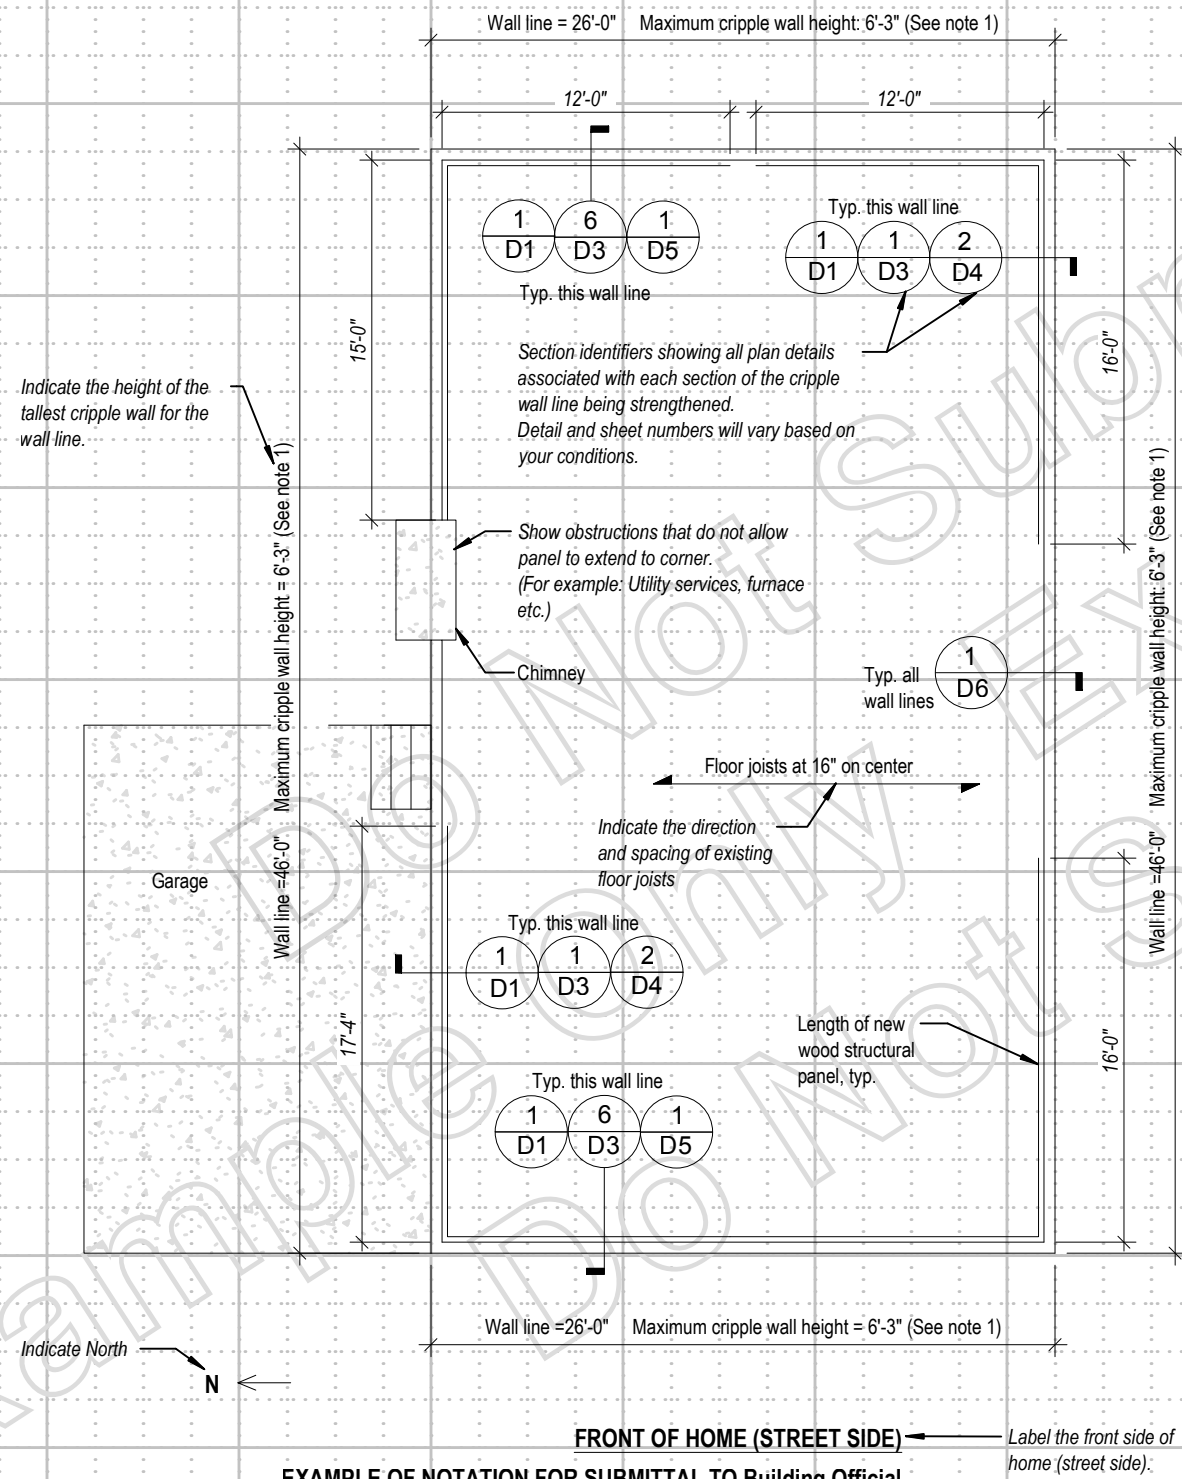 Wall line = 26'-0" Maximum cripple wall height: 6'-3" (See note 1)
12'-0" 12'-0"
1 6 1
D1 D3 D5
Typ. this wall line
Typ. this wall line
1 1 2
D1 D3 D4
15'-0"
16'-0"
Section identifiers showing all plan details
associated with each section of the cripple
wall line being strengthened.
Detail and sheet numbers will vary based on
your conditions.
Indicate the height of the
tallest cripple wall for the
wall line.
Wall line =46'-0" Maximum cripple wall height = 6'-3" (See note 1)
Wall line =46'-0" Maximum cripple wall height: 6'-3" (See note 1)
Show obstructions that do not allow
panel to extend to corner.
(For example: Utility services, furnace
etc.)
Chimney
Typ. all
wall lines
1
D6
Floor joists at 16" on center
Indicate the direction
and spacing of existing
floor joists
Garage
Typ. this wall line
1 1 2
D1 D3 D4
17'-4"
Length of new
wood structural
panel, typ.
16'-0"
Typ. this wall line
1 6 1
D1 D3 D5
Wall line =26'-0" Maximum cripple wall height = 6'-3" (See note 1)
Indicate North
N
FRONT OF HOME (STREET SIDE)
Label the front side of
home (street side).
EXAMPLE OF NOTATION FOR SUBMITTAL TO Building Official
Do Not Subm
Example Only Ex
Do Not S